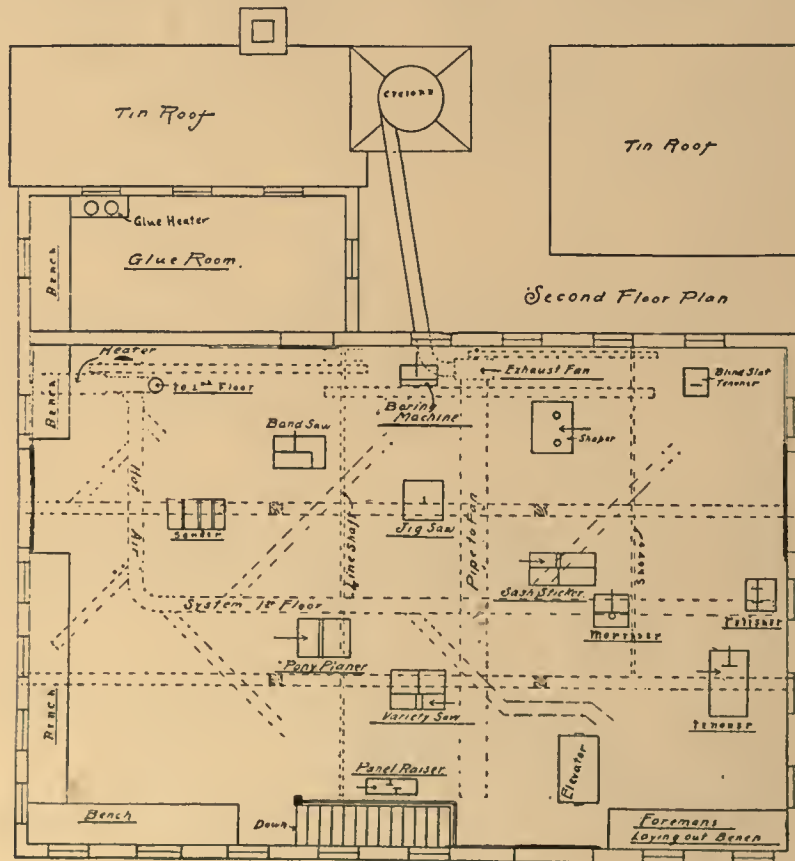 Tin Roof
Cyclone
Tin Roof
Glue Heater
Bench
Glue Room.
Second Floor Plan
Heater
Bench
to 1st Floor
Exhaust Fan
Boring
Machine
Blind Slat
Tenoner
Band Saw
Shaper
Hot
Air
Sander
Line Shaft
Jig Saw
Pipe to Fan
Sash Sticker
System 1st Floor
Mortiser
Relisher
Pony Planer
Bench
Variety Saw
Tenoner
Panel Raiser
Elevator
Bench
Down
Foremans
Laying out Bench